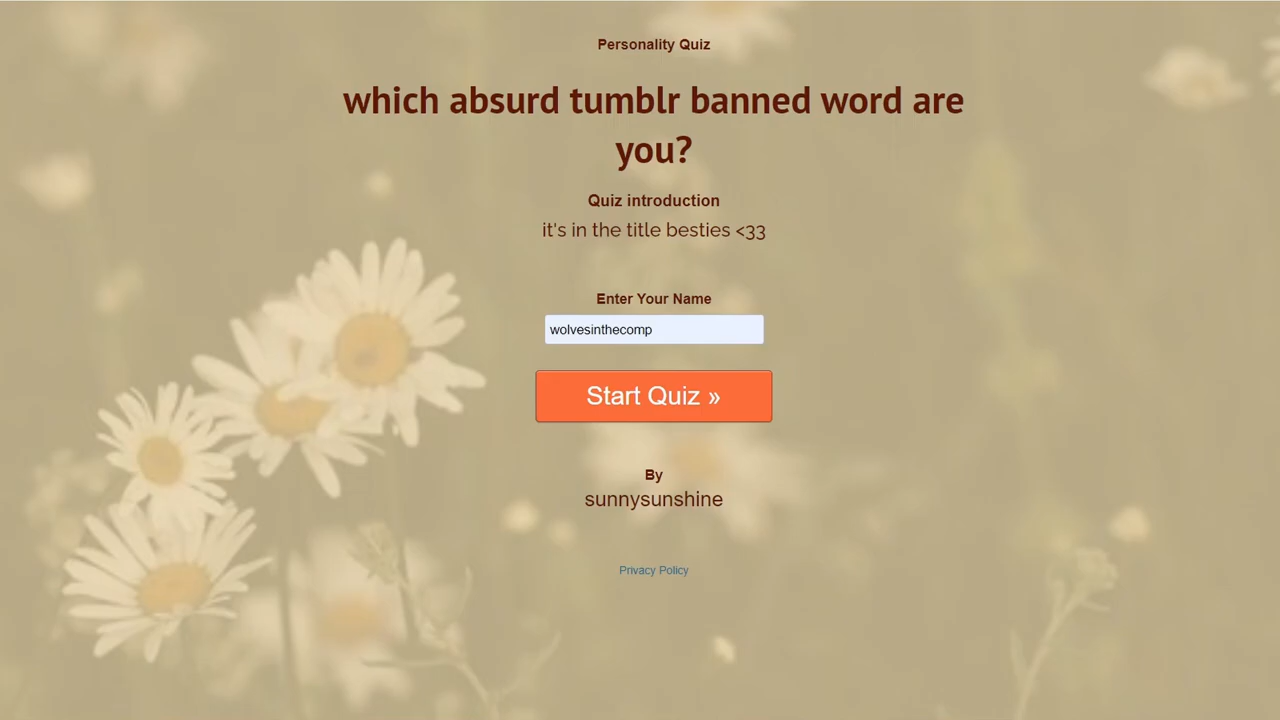 Personality Quiz
which absurd tumblr banned word are
you?
Quiz introduction
it's in the title besties <33
Enter Your Name
wolvesinthecomp
Start Quiz »
By
sunnysunshine
Privacy Policy